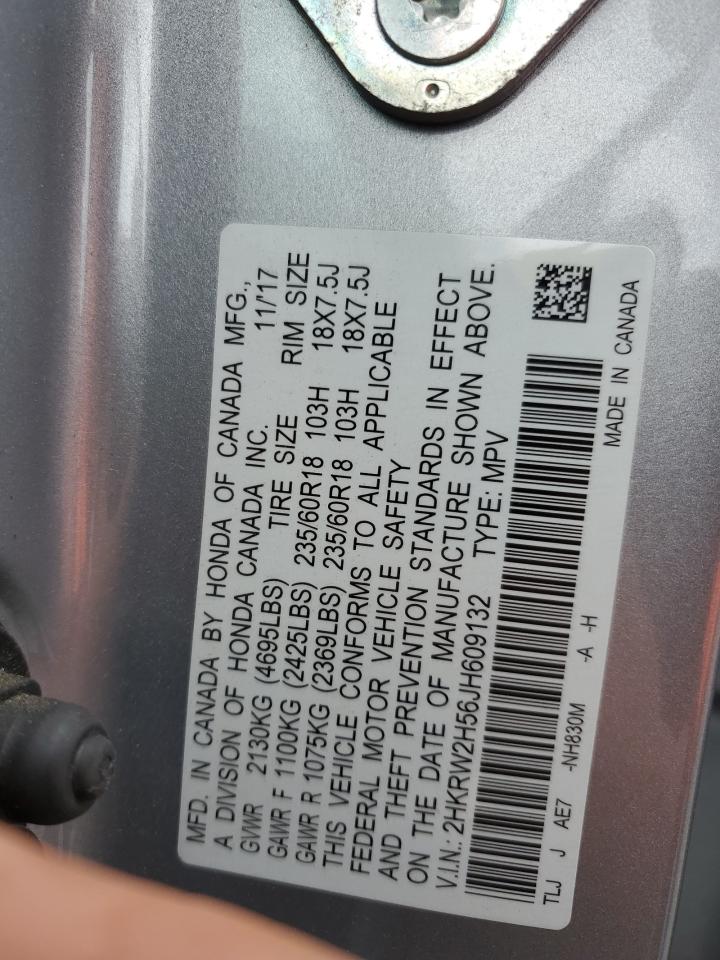 MFD. IN CANADA BY HONDA OF CANADA MFG.,
A DIVISION OF HONDA CANADA INC. 11/'17
GVWR 2130KG (4695LBS) TIRE SIZE RIM SIZE
GAWR F 1100KG (2425LBS) 235/60R18 103H 18X7.5J
GAWR R 1075KG (2369LBS) 235/60R18 103H 18X7.5J
THIS VEHICLE CONFORMS TO ALL APPLICABLE
FEDERAL MOTOR VEHICLE SAFETY
AND THEFT PREVENTION STANDARDS IN EFFECT
ON THE DATE OF MANUFACTURE SHOWN ABOVE.
V.I.N.: 2HKRW2H56JH609132 TYPE: MPV
TLJ J AE7 -NH830M -A -H MADE IN CANADA